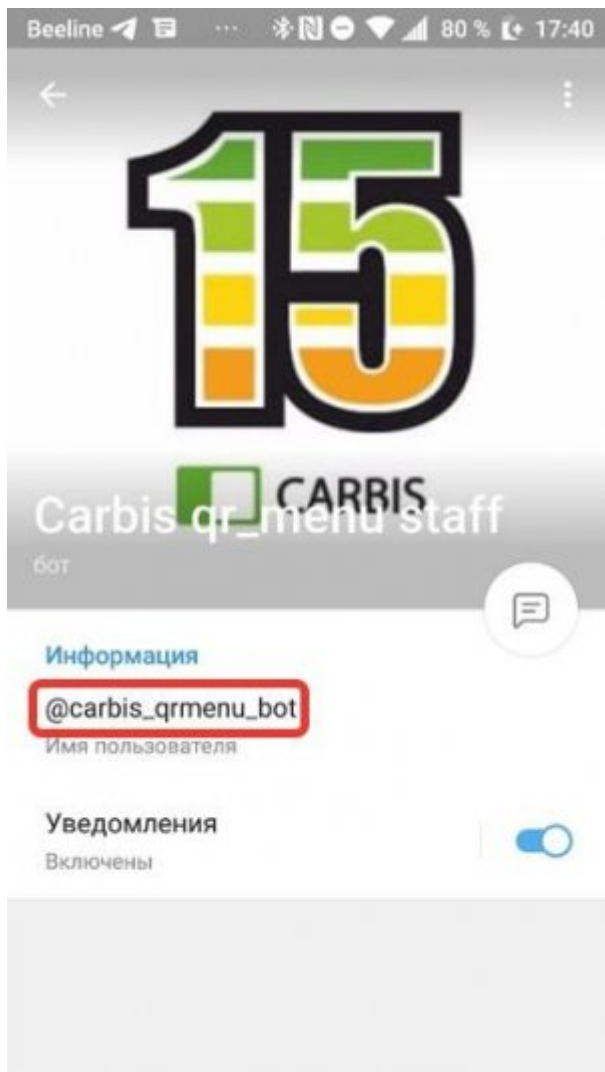 Beeline ... 80 % 17:40
15
CARBIS
Carbis qr_menu staff
бот
Информация
@carbis_qrmenu_bot
Имя пользователя
Уведомления
Включены